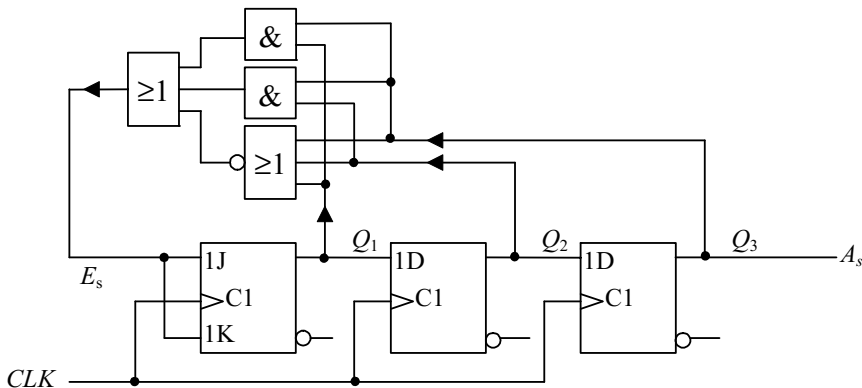 &
≥1
&
≥1
Q1 Q2 Q3
1J 1D 1D As
Es
C1 C1 C1
1K
CLK